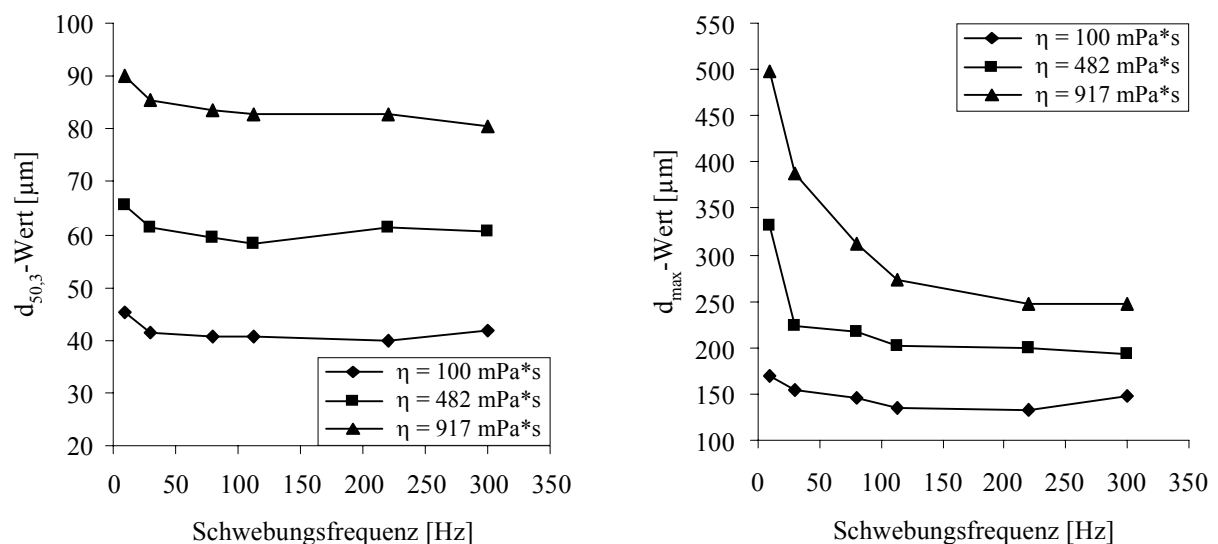 100
90
80
70
60
50
40
30
20
d50,3-Wert [µm]
η = 100 mPa*s
η = 482 mPa*s
η = 917 mPa*s
0 50 100 150 200 250 300 350
Schwebungsfrequenz [Hz]
550
500
450
400
350
300
250
200
150
100
dmax-Wert [µm]
η = 100 mPa*s
η = 482 mPa*s
η = 917 mPa*s
0 50 100 150 200 250 300 350
Schwebungsfrequenz [Hz]